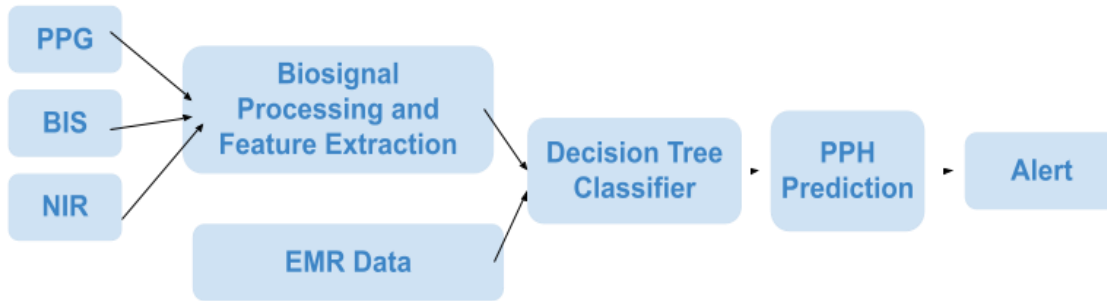 PPG
BIS
NIR
Biosignal
Processing and
Feature Extraction
EMR Data
Decision Tree
Classifier
PPH
Prediction
Alert